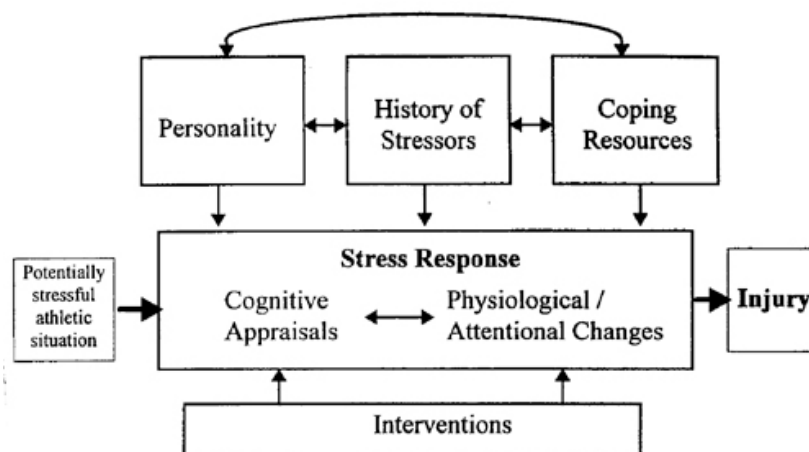 Personality
History of
Stressors
Coping
Resources
Potentially
stressful
athletic
situation
Stress Response
Cognitive
Appraisals
Physiological /
Attentional Changes
Injury
Interventions